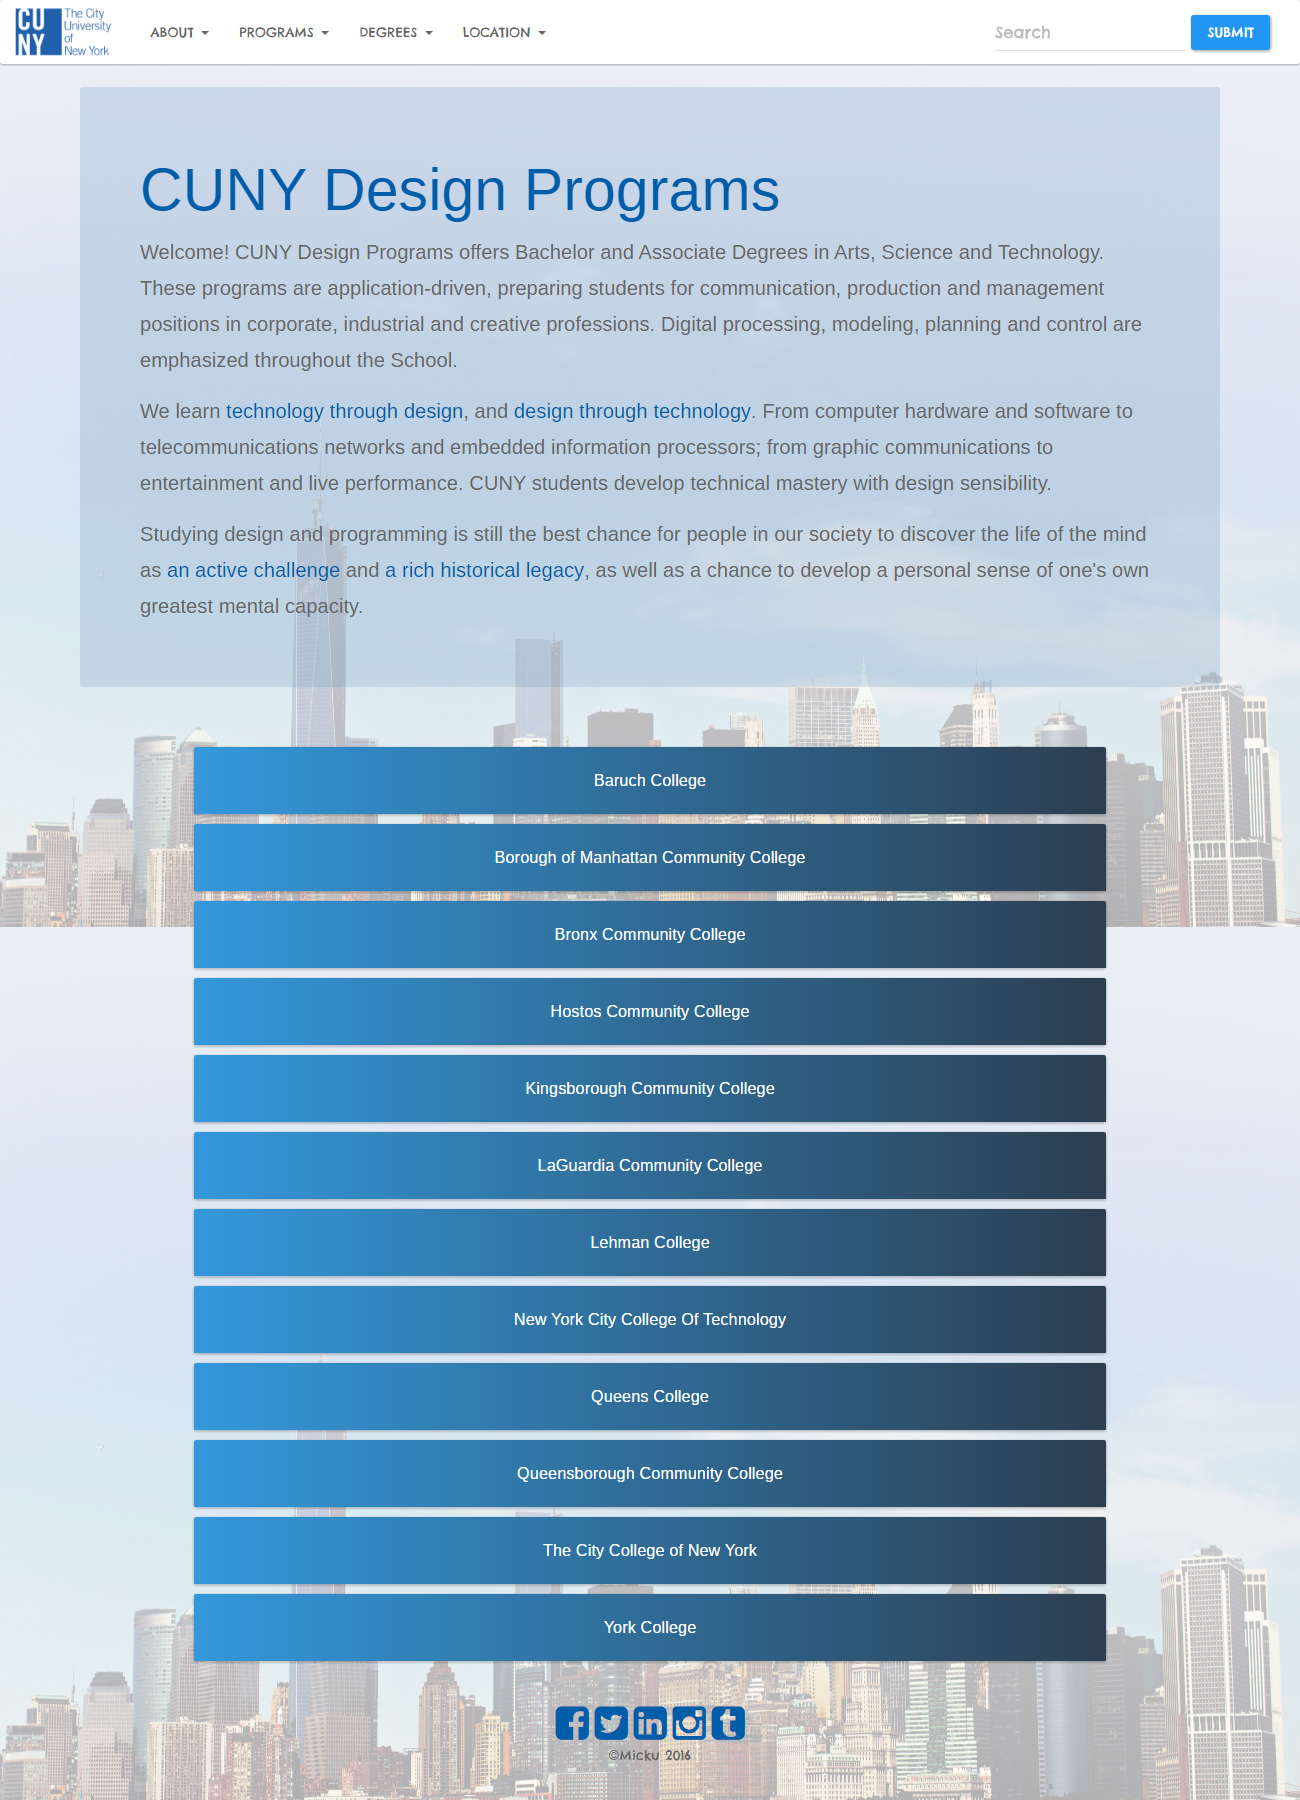 CU
NY
The City
University
of
New York
ABOUT
PROGRAMS
DEGREES
LOCATION
Search
SUBMIT
CUNY Design Programs
Welcome! CUNY Design Programs offers Bachelor and Associate Degrees in Arts, Science and Technology.
These programs are application-driven, preparing students for communication, production and management
positions in corporate, industrial and creative professions. Digital processing, modeling, planning and control are
emphasized throughout the School.
We learn technology through design, and design through technology. From computer hardware and software to
telecommunications networks and embedded information processors; from graphic communications to
entertainment and live performance. CUNY students develop technical mastery with design sensibility.
Studying design and programming is still the best chance for people in our society to discover the life of the mind
as an active challenge and a rich historical legacy, as well as a chance to develop a personal sense of one's own
greatest mental capacity.
Baruch College
Borough of Manhattan Community College
Bronx Community College
Hostos Community College
Kingsborough Community College
LaGuardia Community College
Lehman College
New York City College Of Technology
Queens College
Queensborough Community College
The City College of New York
York College
©Micku 2016